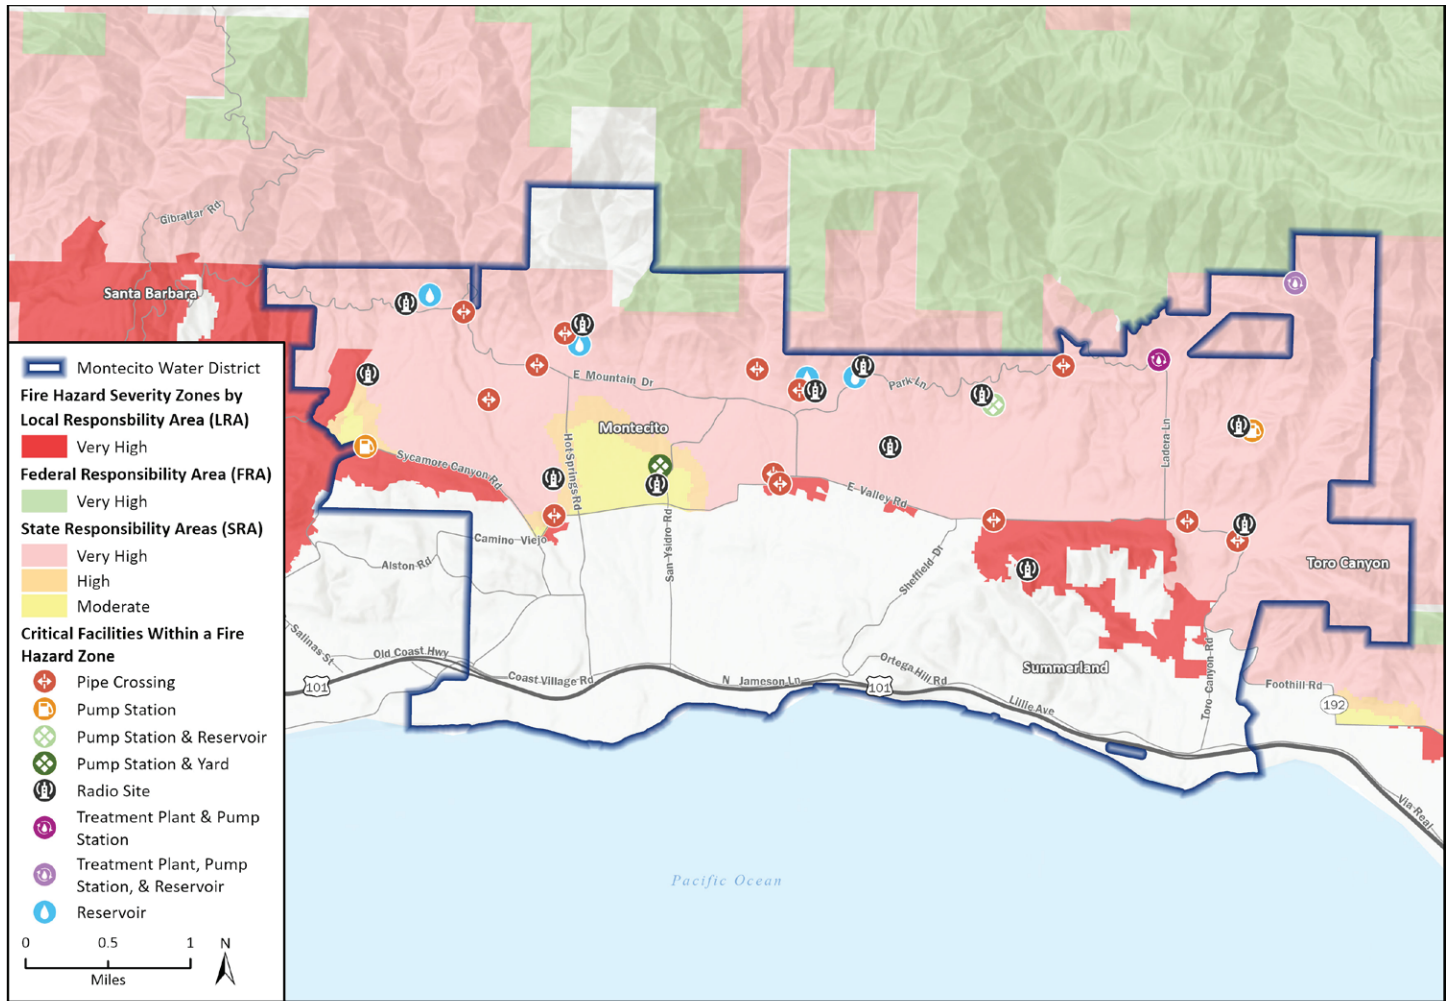 Gibraltar Rd
Santa Barbara
E Mountain Dr
Park Ln
Montecito
Sycamore Canyon Rd
Hot Springs Rd
Ladera Ln
E Valley Rd
San Ysidro Rd
Camino Viejo
Alston Rd
Sheffield Dr
Toro Canyon
Salinas St
Old Coast Hwy
Coast Village Rd
N Jameson Ln
Ortega Hill Rd
Summerland
Toro Canyon Rd
Foothill Rd
101
101
192
Lillie Ave
Via Real
Pacific Ocean
Montecito Water District
Fire Hazard Severity Zones by
Local Responsbility Area (LRA)
Very High
Federal Responsibility Area (FRA)
Very High
State Responsibility Areas (SRA)
Very High
High
Moderate
Critical Facilities Within a Fire
Hazard Zone
Pipe Crossing
Pump Station
Pump Station & Reservoir
Pump Station & Yard
Radio Site
Treatment Plant & Pump
Station
Treatment Plant, Pump
Station, & Reservoir
Reservoir
0 0.5 1
Miles
N